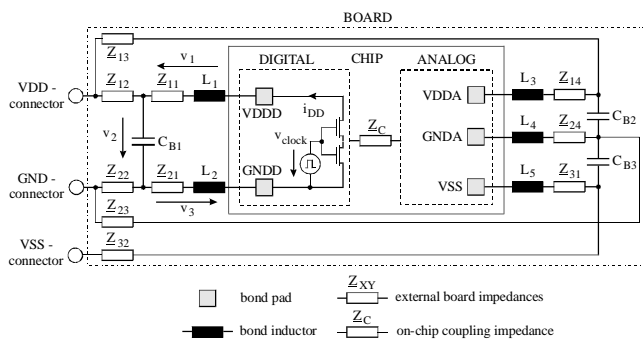 BOARD
Z13
v1
DIGITAL
CHIP
ANALOG
VDD -
connector
Z12
Z11
L1
VDDD
iDD
VDDA
L3
Z14
v2
CB1
vclock
ZC
GNDA
L4
Z24
CB2
CB3
GND -
connector
Z22
Z21
L2
GNDD
VSS
L5
Z31
Z23
v3
VSS -
connector
Z32
bond pad
ZXY
external board impedances
bond inductor
ZC
on-chip coupling impedance